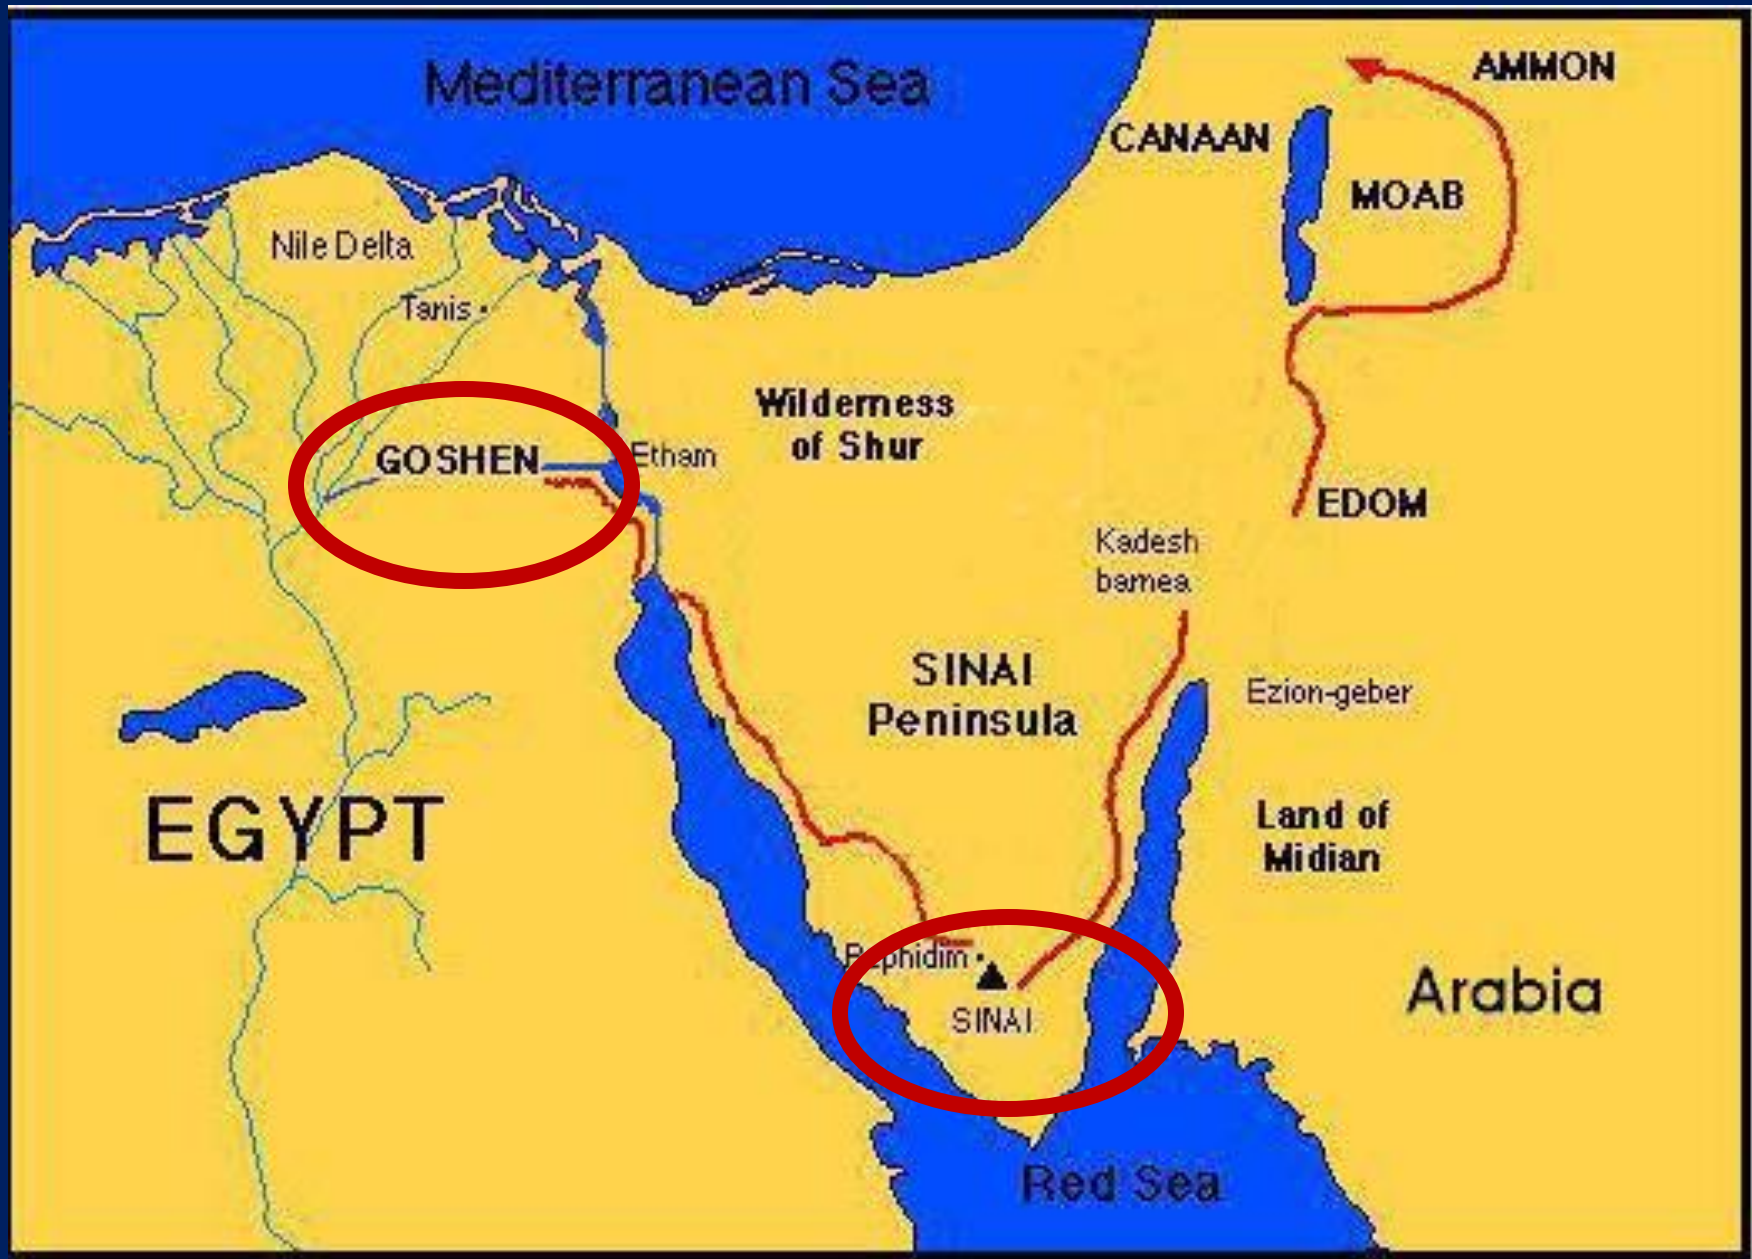 Mediterranean Sea
AMMON
CANAAN
MOAB
Nile Delta
Tanis
Wilderness
of Shur
GOSHEN
Etham
EDOM
Kadesh
barnea
SINAI
Peninsula
Ezion-geber
EGYPT
Land of
Midian
Rephidim
SINAI
Arabia
Red Sea